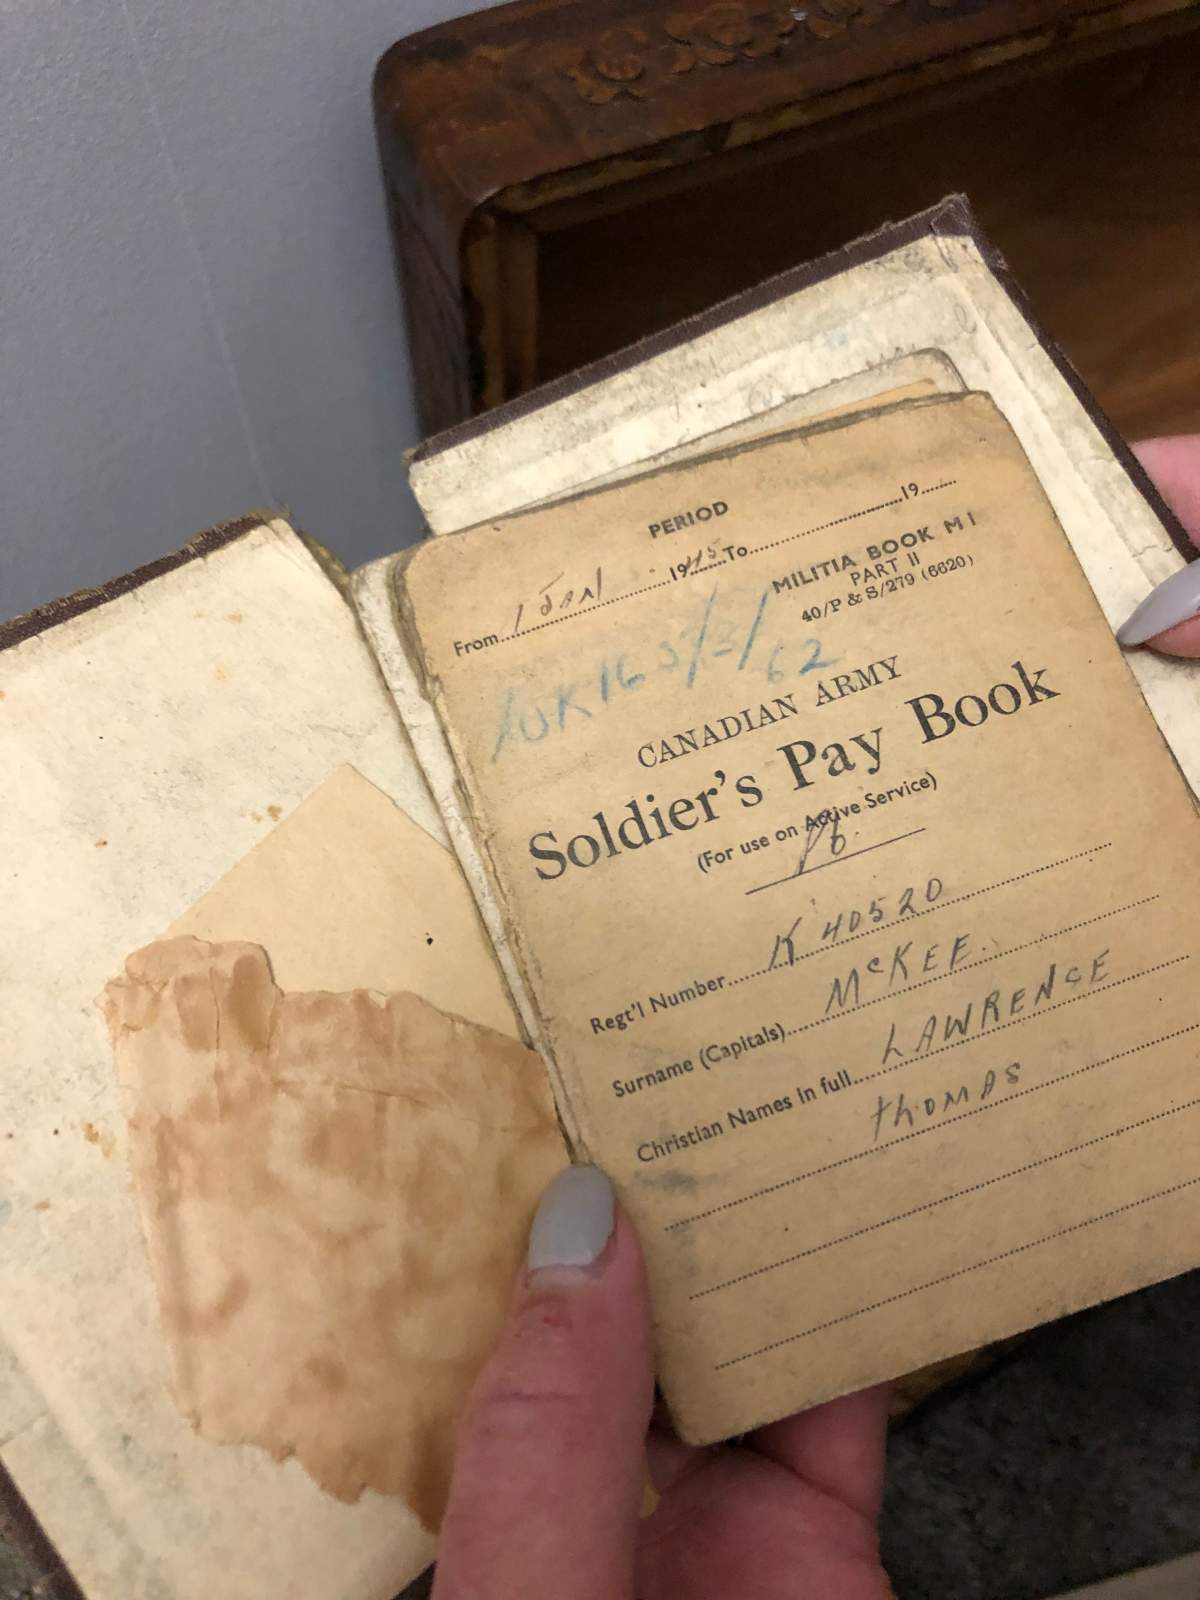 PERIOD
From 1 JAN 1945 To 19
MILITIA BOOK M 1
PART II
40/P & S/279 (6620)
CANADIAN ARMY
Soldier's Pay Book
(For use on Active Service)
Regt'l Number K 40520
Surname (Capitals) McKEE
Christian Names in full LAWRENCE
THOMAS